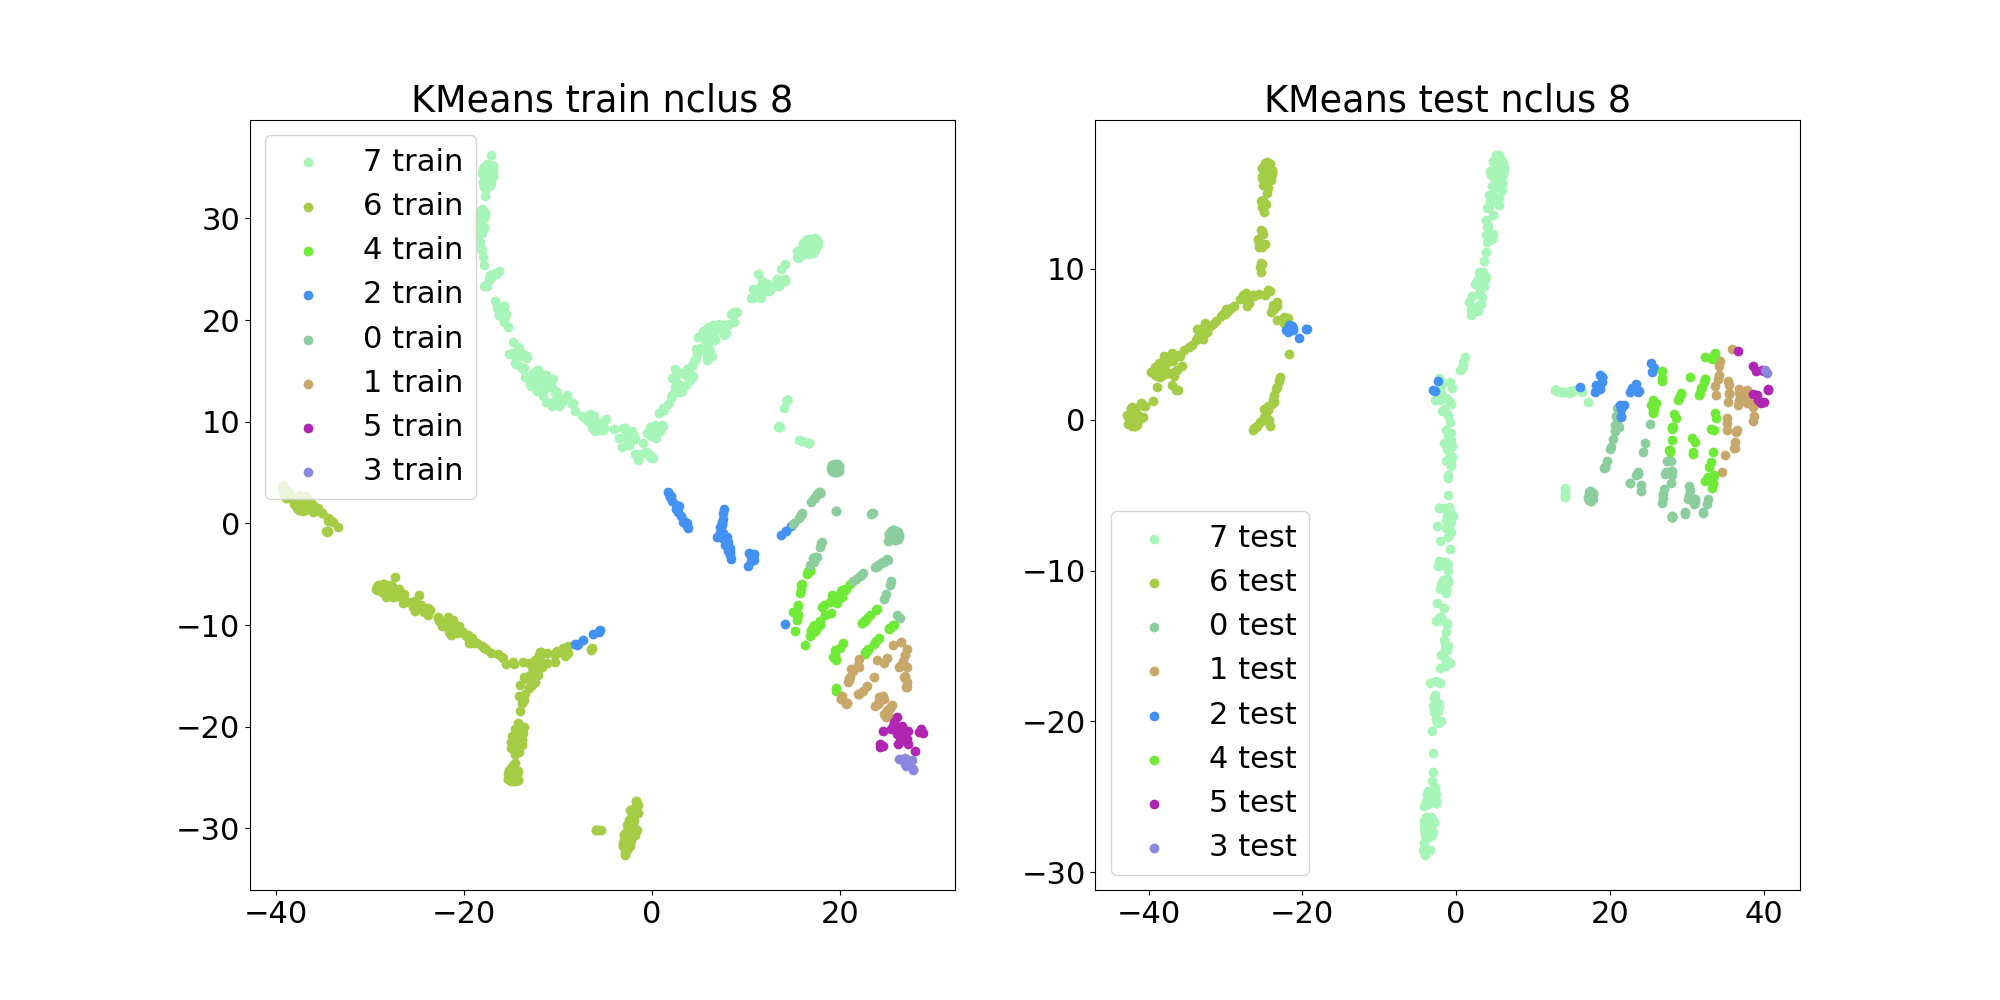 KMeans train nclus 8
7 train
6 train
4 train
2 train
0 train
1 train
5 train
3 train
30
20
10
0
−10
−20
−30
−40
−20
0
20
KMeans test nclus 8
10
0
−10
−20
−30
7 test
6 test
0 test
1 test
2 test
4 test
5 test
3 test
−40
−20
0
20
40